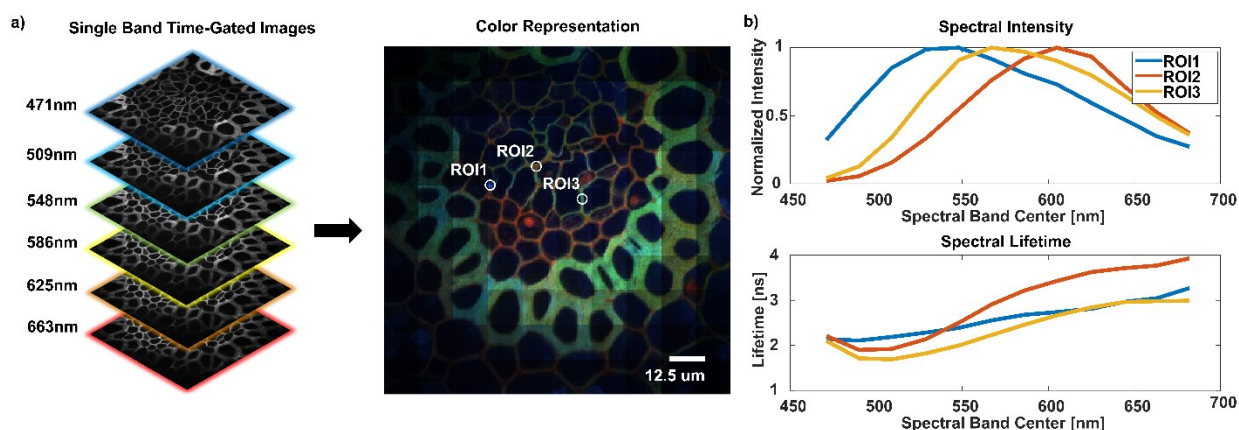 a)
Single Band Time-Gated Images
471nm
509nm
548nm
586nm
625nm
663nm
Color Representation
ROI1
ROI2
ROI3
12.5 um
b)
Spectral Intensity
Normalized Intensity
1
0.5
0
ROI1
ROI2
ROI3
450 500 550 600 650 700
Spectral Band Center [nm]
Spectral Lifetime
Lifetime [ns]
4
3
2
1
450 500 550 600 650 700
Spectral Band Center [nm]